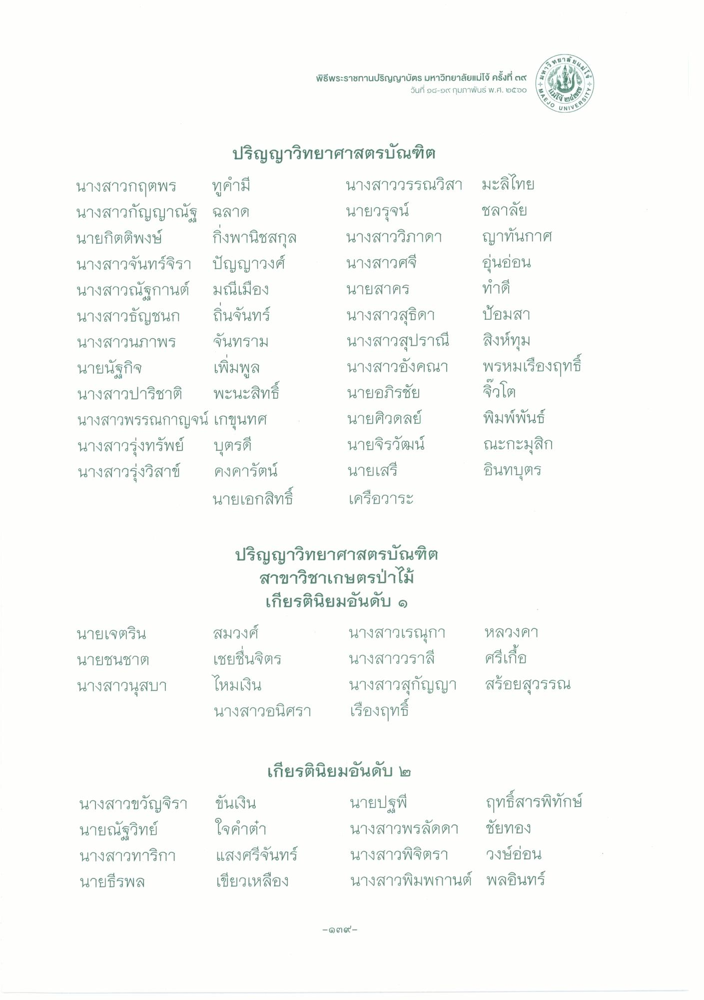 พิธีพระราชทานปริญญาบัตร มหาวิทยาลัยแม่โจ้ ครั้งที่ ๓๙
วันที่ ๑๘-๑๙ กุมภาพันธ์ พ.ศ. ๒๕๖๐
มหาวิทยาลัยแม่โจ้
แม่โจ้ ๒๔๗๗
MAEJO UNIVERSITY
ปริญญาวิทยาศาสตรบัณฑิต
นางสาวกฤตพร ทูคำมี นางสาววรรณวิสา มะลิไทย
นางสาวกัญญาณัฐ ฉลาด นายวรุจน์ ชลาลัย
นายกิตติพงษ์ กิ่งพานิชสกุล นางสาววิภาดา ญาทันกาศ
นางสาวจันทร์จิรา ปัญญาวงศ์ นางสาวศจี อุ่นอ่อน
นางสาวณัฐกานต์ มณีเมือง นายสาคร ทำดี
นางสาวธัญชนก ถิ่นจันทร์ นางสาวสุธิดา ป้อมสา
นางสาวนภาพร จันทราม นางสาวสุปราณี สิงห์ทุม
นายนัฐกิจ เพิ่มพูล นางสาวอังคณา พรหมเรืองฤทธิ์
นางสาวปาริชาติ พะนะสิทธิ์ นายอภิรชัย จิ๊วโต
นางสาวพรรณกาญจน์ เกขุนทศ นายศิวดลย์ พิมพ์พันธ์
นางสาวรุ่งทรัพย์ บุตรดี นายจิรวัฒน์ ณะกะมุสิก
นางสาวรุ่งวิสาข์ คงคารัตน์ นายเสรี อินทบุตร
นายเอกสิทธิ์ เครือวาระ
ปริญญาวิทยาศาสตรบัณฑิต
สาขาวิชาเกษตรป่าไม้
เกียรตินิยมอันดับ ๑
นายเจตริน สมวงศ์ นางสาวเรณุกา หลวงคา
นายชนชาต เชยชื่นจิตร นางสาววราลี ศรีเกื้อ
นางสาวนุสบา ไหมเงิน นางสาวสุกัญญา สร้อยสุวรรณ
นางสาวอนิศรา เรืองฤทธิ์
เกียรตินิยมอันดับ ๒
นางสาวขวัญจิรา ขันเงิน นายปฐพี ฤทธิ์สารพิทักษ์
นายณัฐวิทย์ ใจคำต๋า นางสาวพรลัดดา ชัยทอง
นางสาวทาริกา แสงศรีจันทร์ นางสาวพิจิตรา วงษ์อ่อน
นายธีรพล เขียวเหลือง นางสาวพิมพกานต์ พลอินทร์
-๑๓๙-